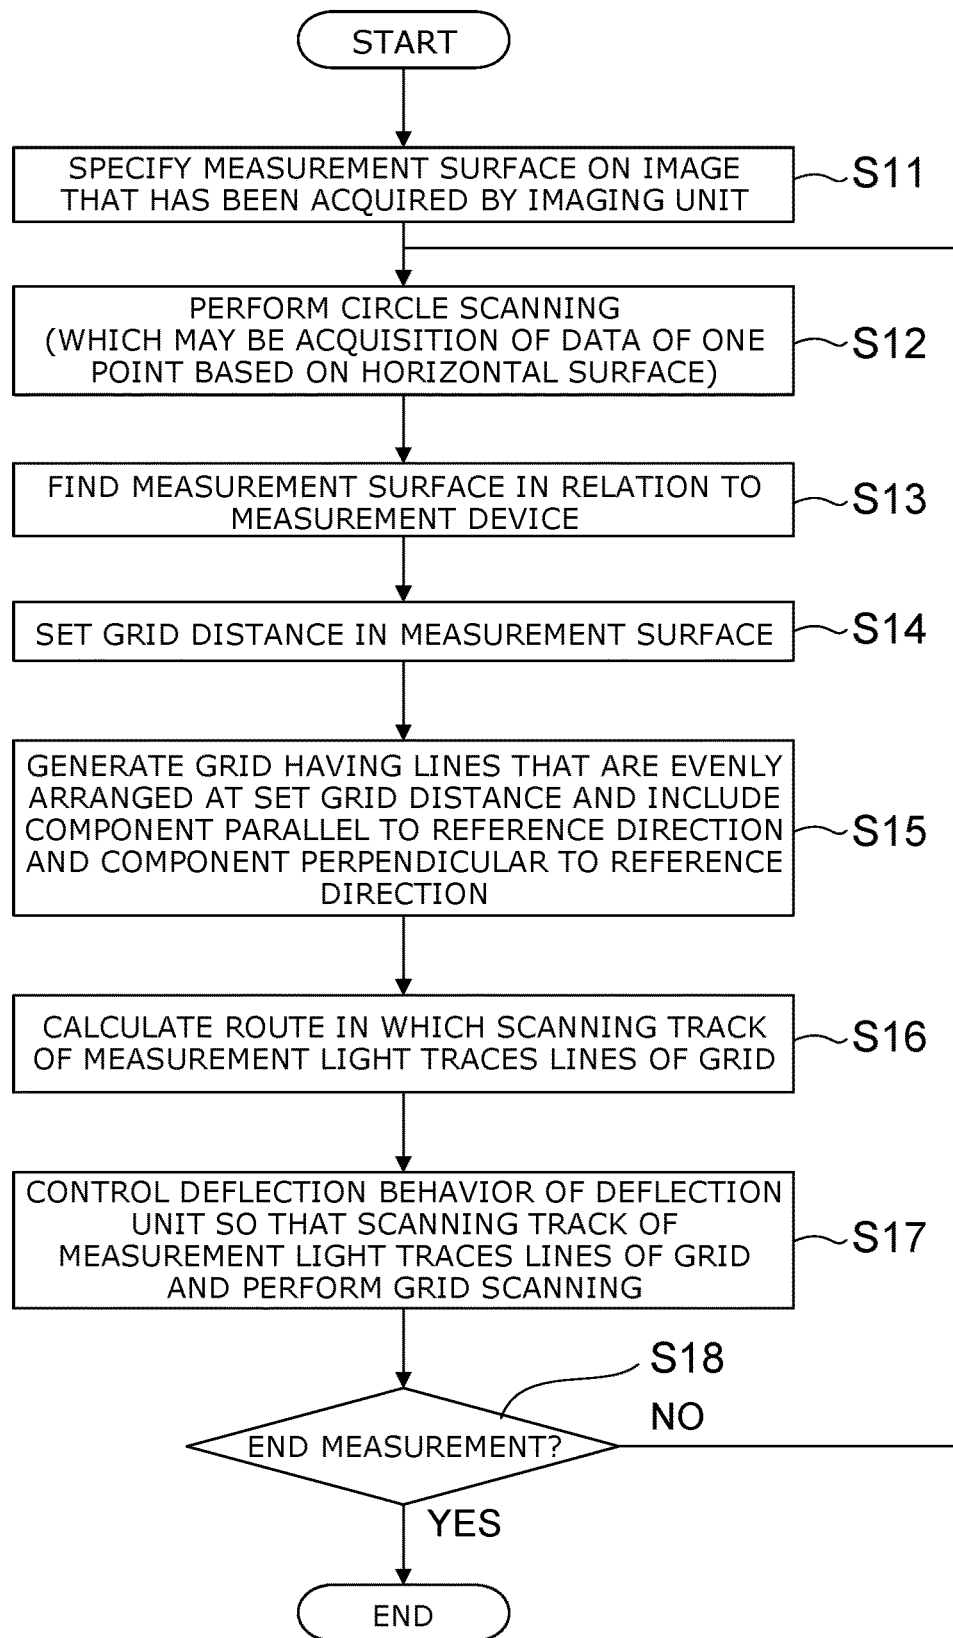 START
SPECIFY MEASUREMENT SURFACE ON IMAGE
THAT HAS BEEN ACQUIRED BY IMAGING UNIT
S11
PERFORM CIRCLE SCANNING
(WHICH MAY BE ACQUISITION OF DATA OF ONE
POINT BASED ON HORIZONTAL SURFACE)
S12
FIND MEASUREMENT SURFACE IN RELATION TO
MEASUREMENT DEVICE
S13
SET GRID DISTANCE IN MEASUREMENT SURFACE
S14
GENERATE GRID HAVING LINES THAT ARE EVENLY
ARRANGED AT SET GRID DISTANCE AND INCLUDE
COMPONENT PARALLEL TO REFERENCE DIRECTION
AND COMPONENT PERPENDICULAR TO REFERENCE
DIRECTION
S15
CALCULATE ROUTE IN WHICH SCANNING TRACK
OF MEASUREMENT LIGHT TRACES LINES OF GRID
S16
CONTROL DEFLECTION BEHAVIOR OF DEFLECTION
UNIT SO THAT SCANNING TRACK OF
MEASUREMENT LIGHT TRACES LINES OF GRID
AND PERFORM GRID SCANNING
S17
S18
END MEASUREMENT?
NO
YES
END